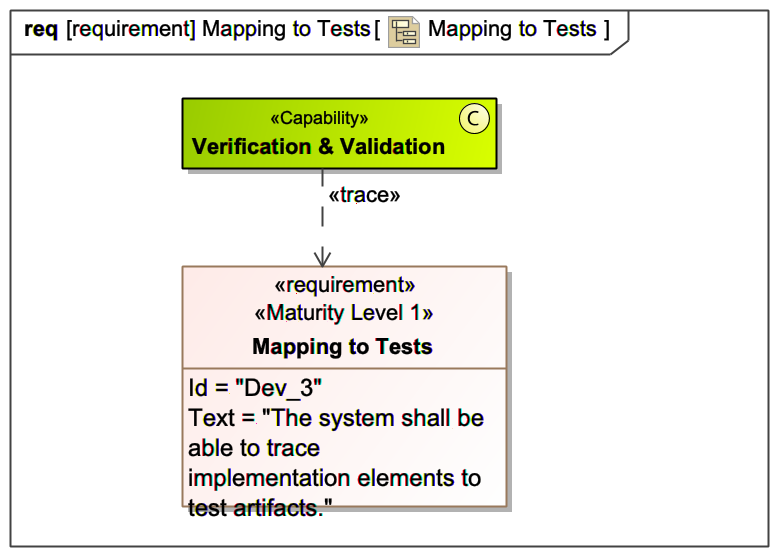 req [requirement] Mapping to Tests[ Mapping to Tests ]
«Capability»
C
Verification & Validation
«trace»
«requirement»
«Maturity Level 1»
Mapping to Tests
Id = "Dev_3"
Text = "The system shall be
able to trace
implementation elements to
test artifacts."